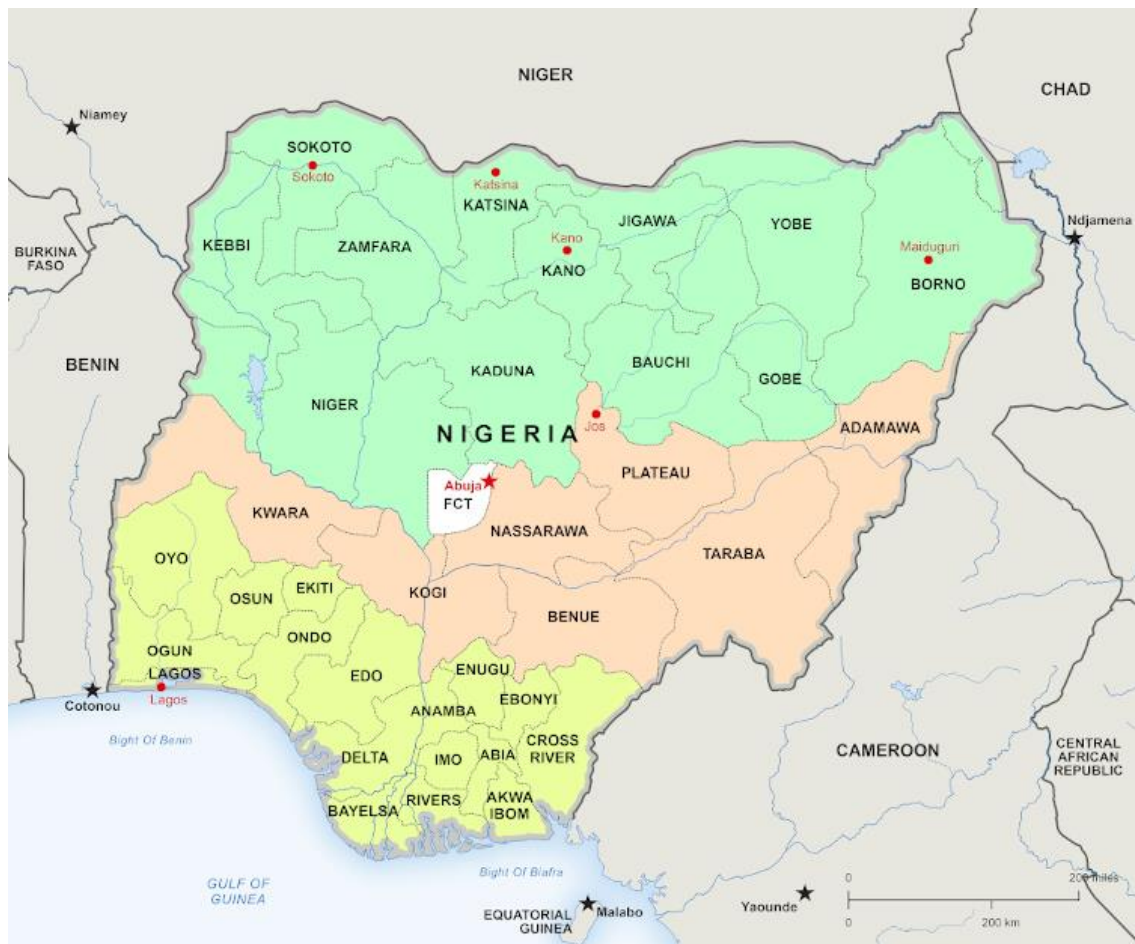 NIGER
CHAD
Niamey
SOKOTO
Sokoto
Katsina
KATSINA
JIGAWA
YOBE
Ndjamena
KEBBI
ZAMFARA
Kano
KANO
Maiduguri
BORNO
BURKINA
FASO
BENIN
KADUNA
BAUCHI
GOBE
NIGER
Jos
ADAMAWA
NIGERIA
PLATEAU
Abuja
FCT
KWARA
NASSARAWA
TARABA
OYO
OSUN
EKITI
KOGI
BENUE
ONDO
OGUN
LAGOS
EDO
ENUGU
EBONYI
Cotonou
Lagos
ANAMBA
Bight Of Benin
DELTA
IMO
ABIA
CROSS
RIVER
CAMEROON
CENTRAL
AFRICAN
REPUBLIC
BAYELSA
RIVERS
AKWA
IBOM
GULF OF
GUINEA
Bight Of Biafra
EQUATORIAL
GUINEA
Malabo
Yaounde
0
200 miles
0
200 km